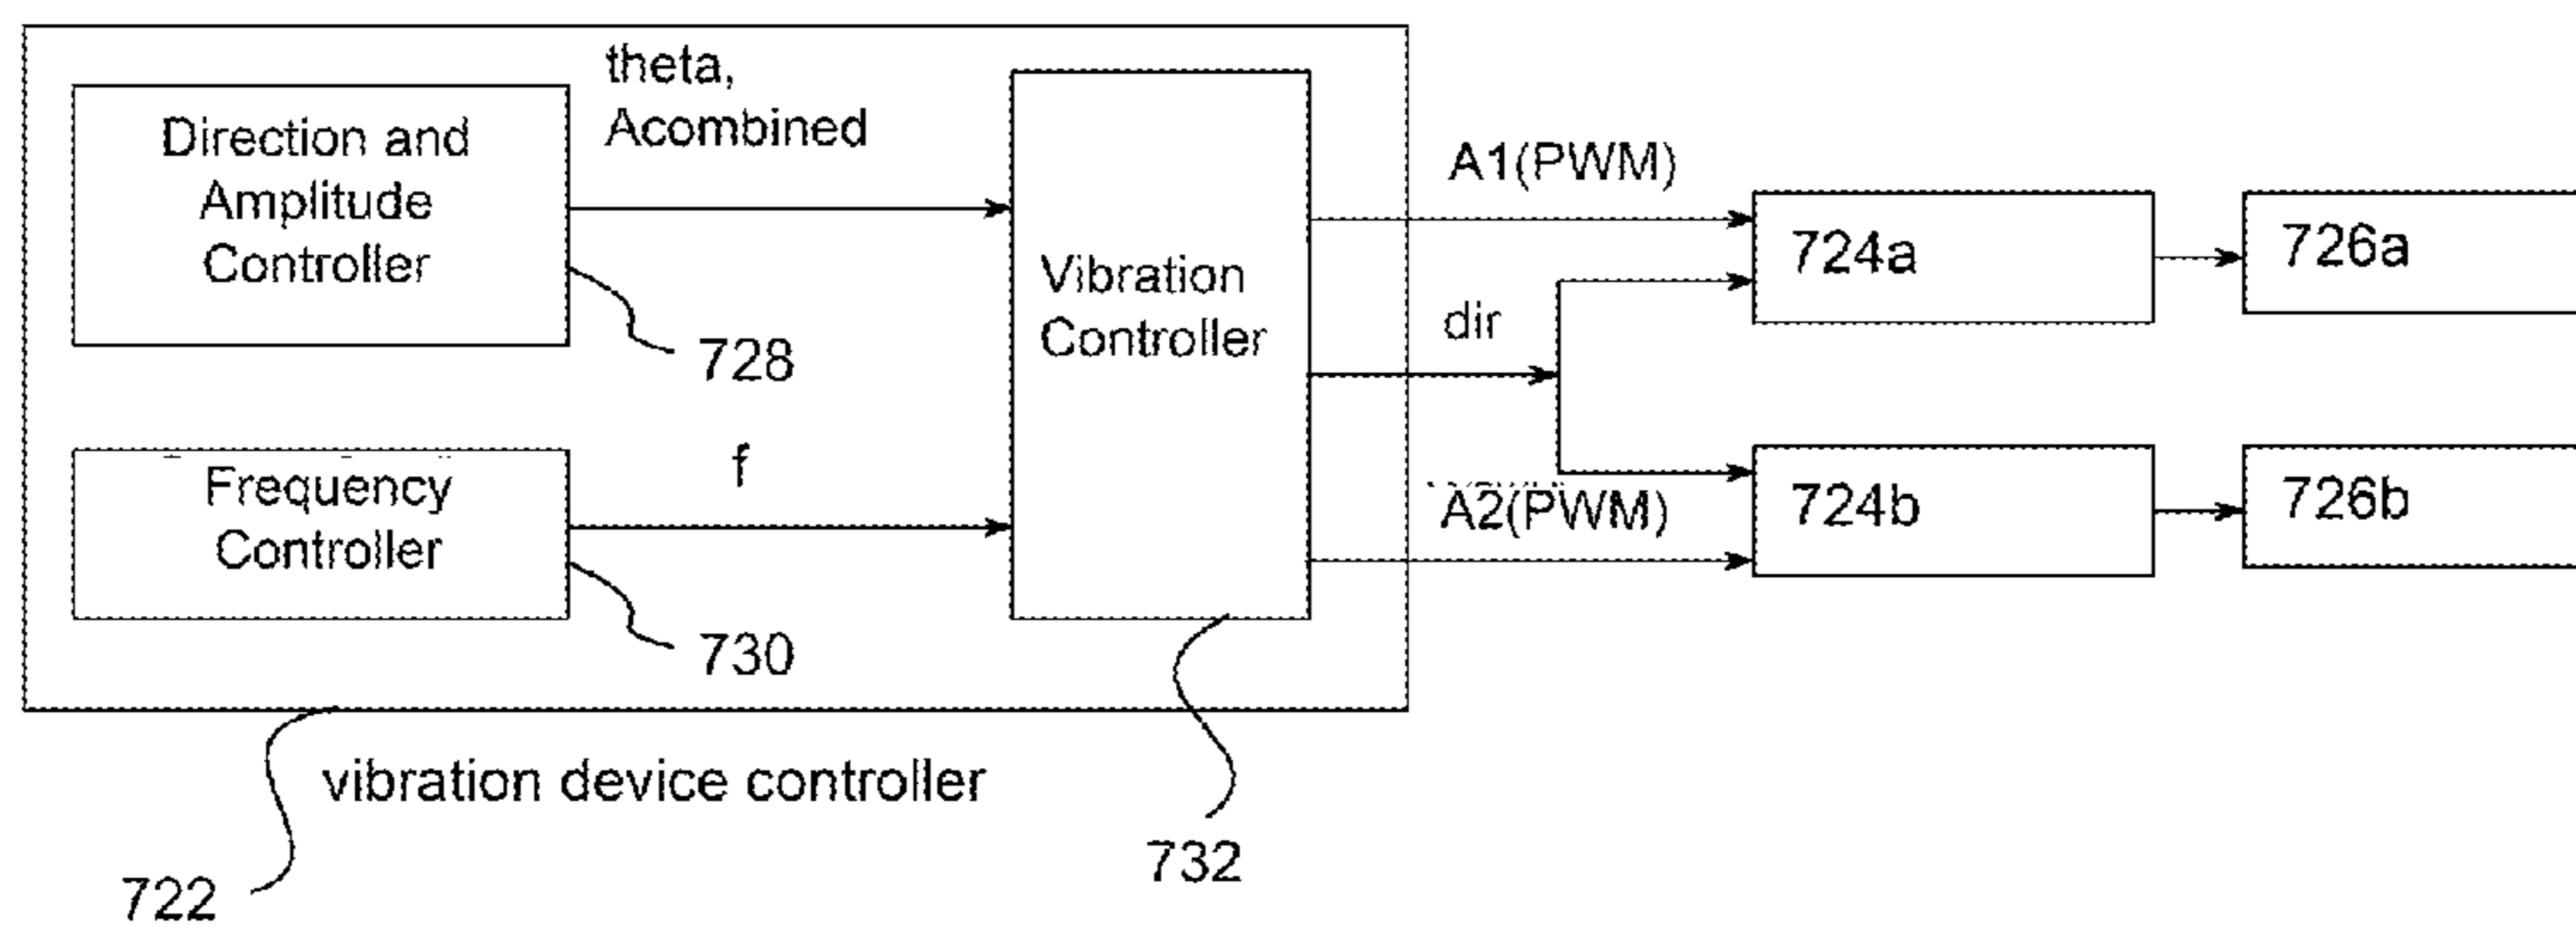 theta,
Acombined
Direction and
Amplitude
Controller
728
f
Frequency
Controller
730
Vibration
Controller
732
A1(PWM)
dir
A2(PWM)
724a
726a
724b
726b
vibration device controller
722